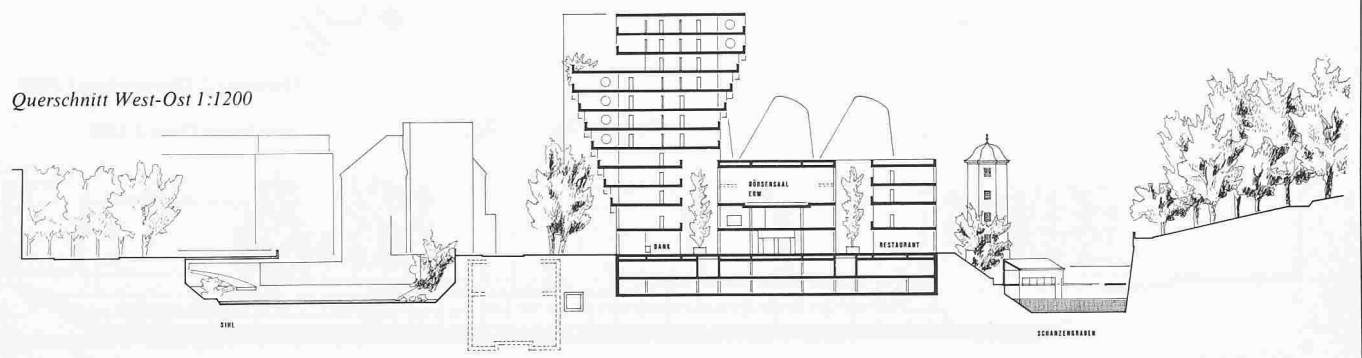 Querschnitt West-Ost 1:1200
BÖRSENSAAL
ERW
BANK
RESTAURANT
SIHL
SCHANZENGRABEN